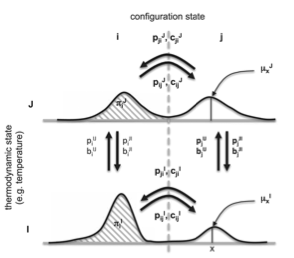 configuration state
i
j
p_ji^J, c_ji^J
p_ij^J, c_ij^J
μ_x^J
π_i^J
J
p_i^IJ
b_i^IJ
p_i^JI
b_i^JI
p_j^IJ
b_j^IJ
p_j^JI
b_j^JI
thermodynamic state
(e.g. temperature)
p_ji^I, c_ji^I
p_ij^I, c_ij^I
μ_x^I
π_i^I
I
x